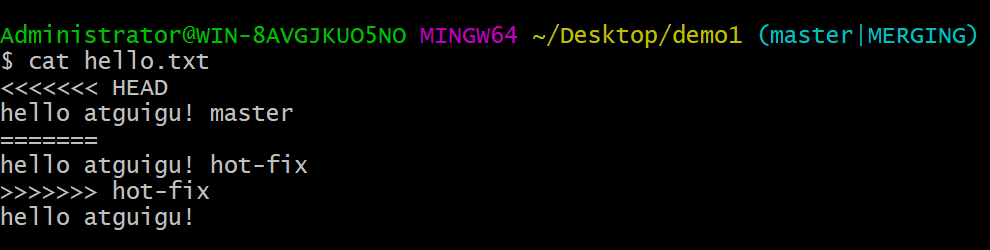 Administrator@WIN-8AVGJKUO5NO MINGW64 ~/Desktop/demo1 (master|MERGING)
$ cat hello.txt
<<<<<<< HEAD
hello atguigu! master
=======
hello atguigu! hot-fix
>>>>>>> hot-fix
hello atguigu!